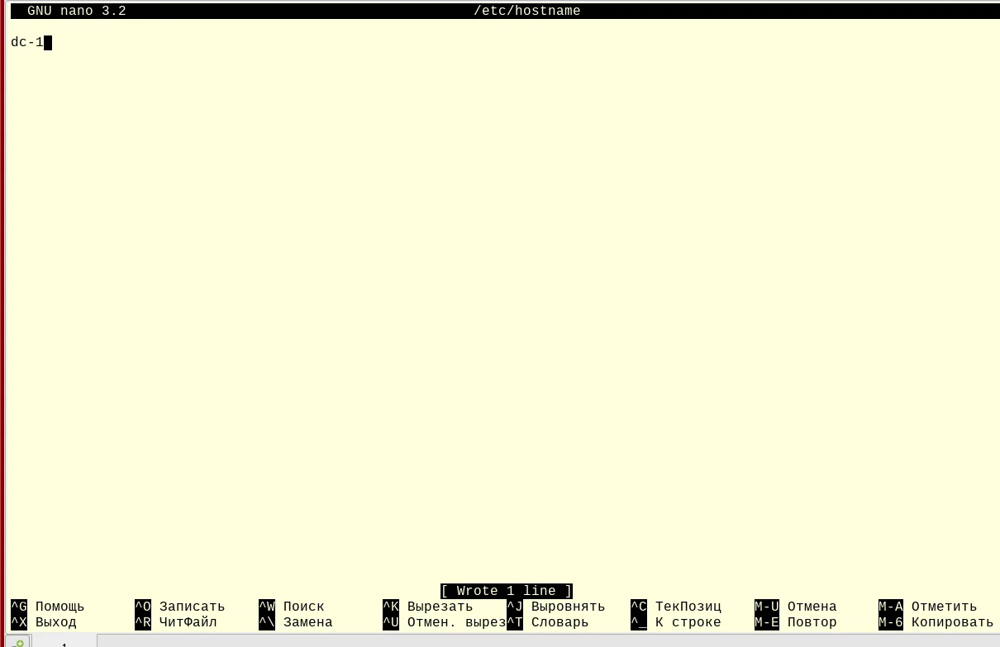 GNU nano 3.2 /etc/hostname
dc-1
[ Wrote 1 line ]
^G Помощь ^O Записать ^W Поиск ^K Вырезать ^J Выровнять ^C ТекПозиц M-U Отмена M-A Отметить
^X Выход ^R ЧитФайл ^\ Замена ^U Отмен. вырез^T Словарь ^_ К строке M-E Повтор M-6 Копировать